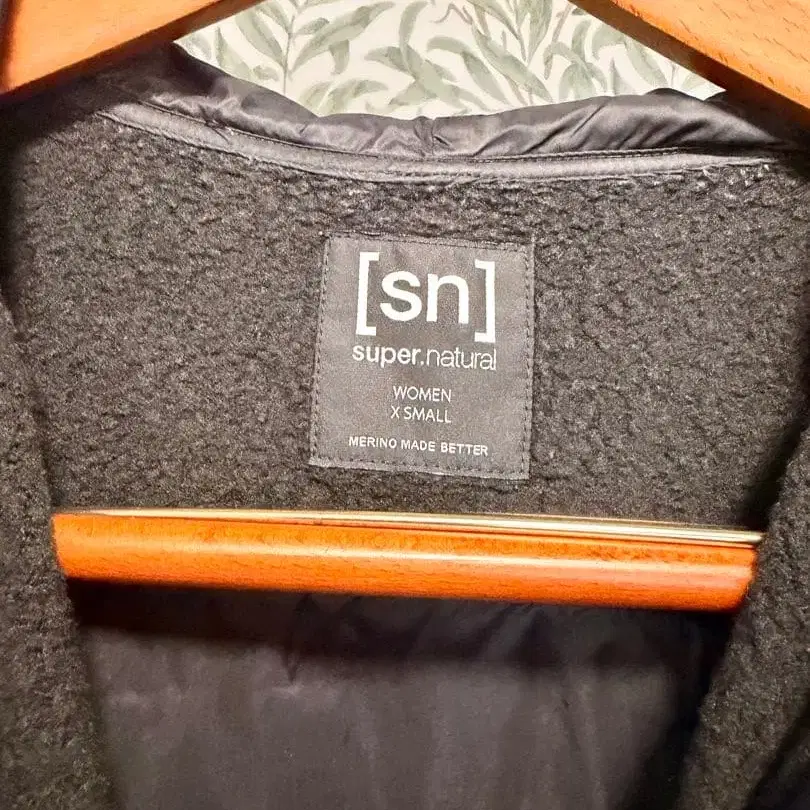 [sn]
super.natural
WOMEN
X SMALL
MERINO MADE BETTER